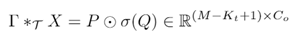 Γ ∗_𝒯 X = P ⊙ σ(Q) ∈ ℝ^{(M−K_t+1)×C_o}